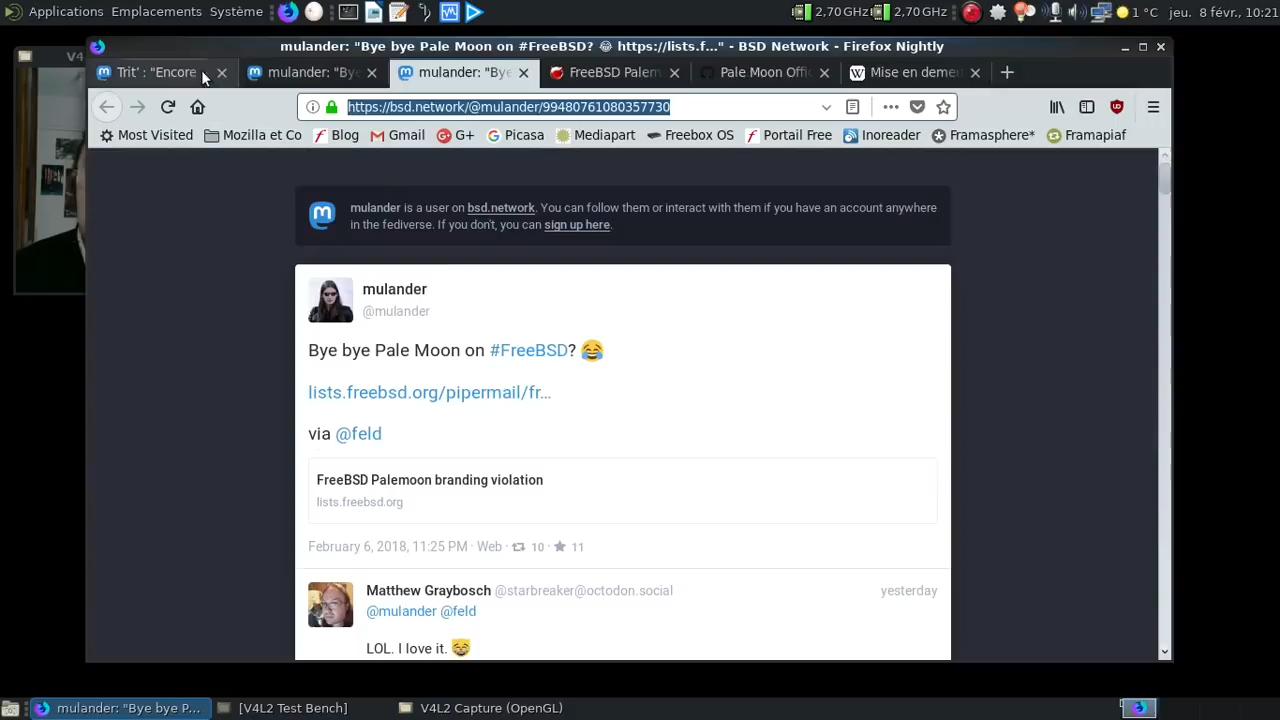 Applications Emplacements Système 2,70 GHz 2,70 GHz 1 °C jeu. 8 févr., 10:21
V4
mulander: "Bye bye Pale Moon on #FreeBSD? 😂 https://lists.f..." - BSD Network - Firefox Nightly
Trit' : "Encore mulander: "Bye mulander: "Bye FreeBSD Palem Pale Moon Offi Mise en demeu
https://bsd.network/@mulander/99480761080357730
Most Visited Mozilla et Co Blog Gmail G+ Picasa Mediapart Freebox OS Portail Free Inoreader Framasphere* Framapiaf
mulander is a user on bsd.network. You can follow them or interact with them if you have an account anywhere
in the fediverse. If you don't, you can sign up here.
mulander
@mulander
Bye bye Pale Moon on #FreeBSD? 😂
lists.freebsd.org/pipermail/fr...
via @feld
FreeBSD Palemoon branding violation
lists.freebsd.org
February 6, 2018, 11:25 PM · Web · 10 · 11
Matthew Graybosch @starbreaker@octodon.social yesterday
@mulander @feld
LOL. I love it. 😸
mulander: "Bye bye P... [V4L2 Test Bench] V4L2 Capture (OpenGL)